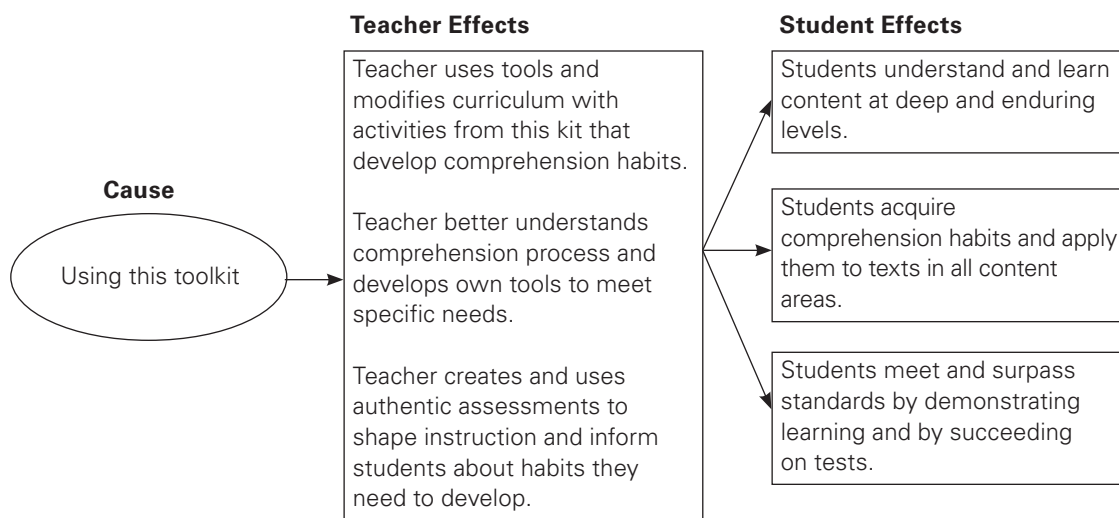 Cause
Using this toolkit
Teacher Effects
Teacher uses tools and
modifies curriculum with
activities from this kit that
develop comprehension habits.
Teacher better understands
comprehension process and
develops own tools to meet
specific needs.
Teacher creates and uses
authentic assessments to
shape instruction and inform
students about habits they
need to develop.
Student Effects
Students understand and learn
content at deep and enduring
levels.
Students acquire
comprehension habits and apply
them to texts in all content
areas.
Students meet and surpass
standards by demonstrating
learning and by succeeding
on tests.